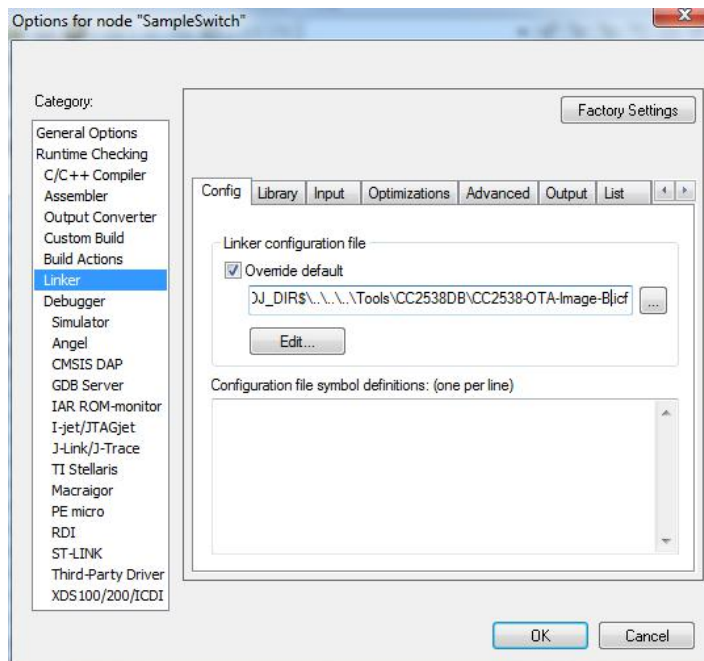 Options for node "SampleSwitch"
Category:
General Options
Runtime Checking
C/C++ Compiler
Assembler
Output Converter
Custom Build
Build Actions
Linker
Debugger
Simulator
Angel
CMSIS DAP
GDB Server
IAR ROM-monitor
I-jet/JTAGjet
J-Link/J-Trace
TI Stellaris
Macraigor
PE micro
RDI
ST-LINK
Third-Party Driver
XDS100/200/ICDI
Factory Settings
Config Library Input Optimizations Advanced Output List
Linker configuration file
Override default
OJ_DIR$\..\..\..\Tools\CC2538DB\CC2538-OTA-Image-B.icf ...
Edit...
Configuration file symbol definitions: (one per line)
OK Cancel